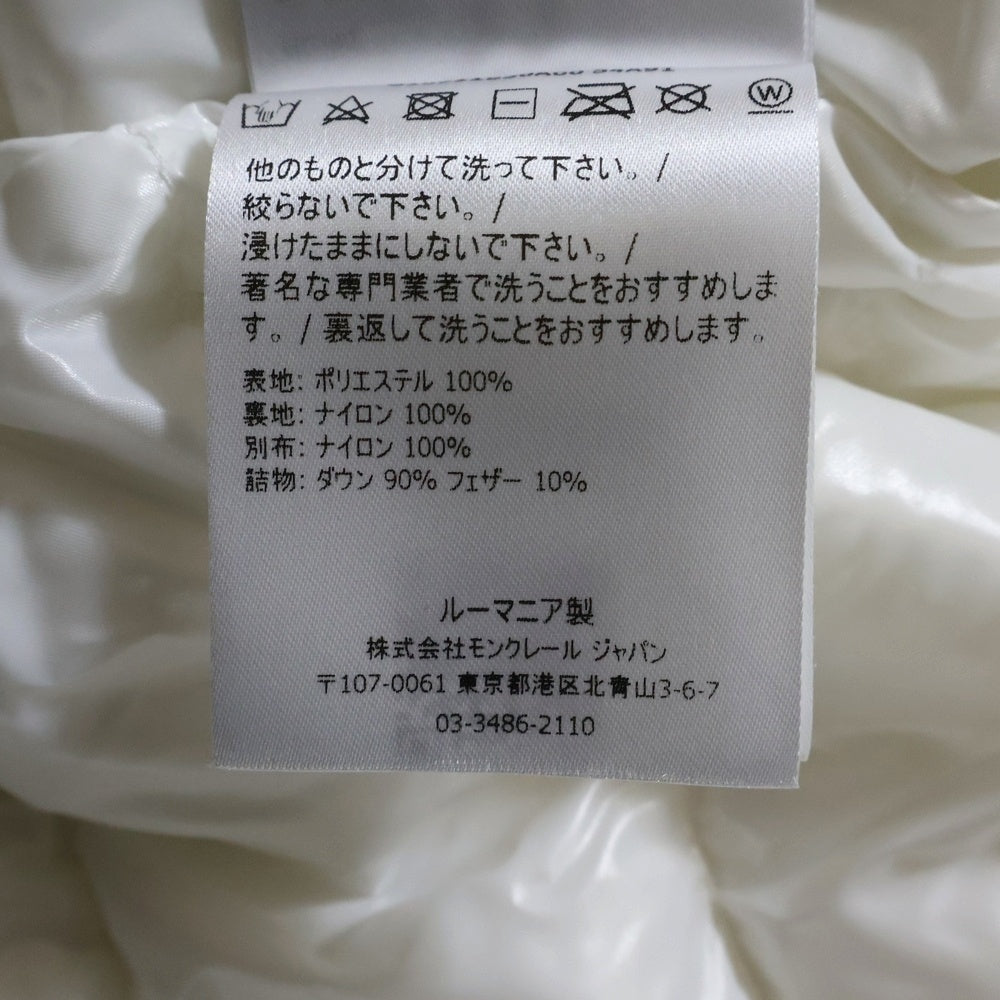 W
他のものと分けて洗って下さい。/
絞らないで下さい。/
浸けたままにしないで下さい。/
著名な専門業者で洗うことをおすすめしま
す。/ 裏返して洗うことをおすすめします。
表地: ポリエステル 100%
裏地: ナイロン 100%
別布: ナイロン 100%
詰物: ダウン 90% フェザー 10%
ルーマニア製
株式会社モンクレール ジャパン
〒107-0061 東京都港区北青山3-6-7
03-3486-2110